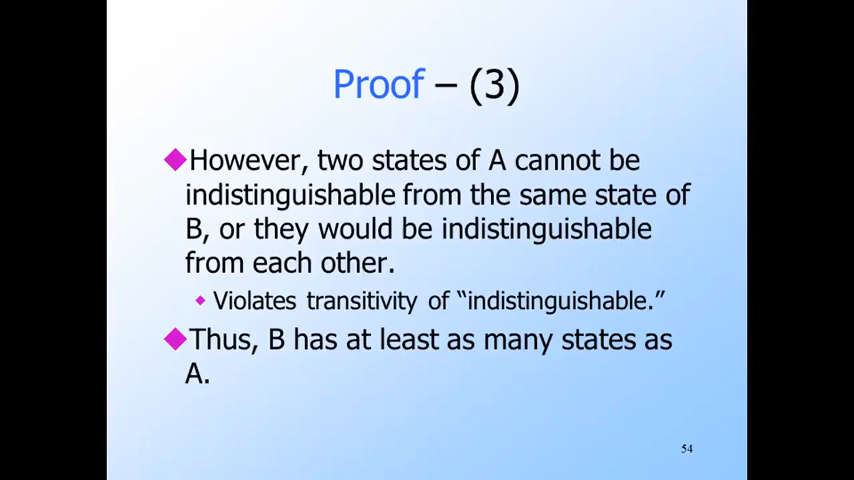 Proof – (3)
However, two states of A cannot be
indistinguishable from the same state of
B, or they would be indistinguishable
from each other.
Violates transitivity of “indistinguishable.”
Thus, B has at least as many states as
A.
54